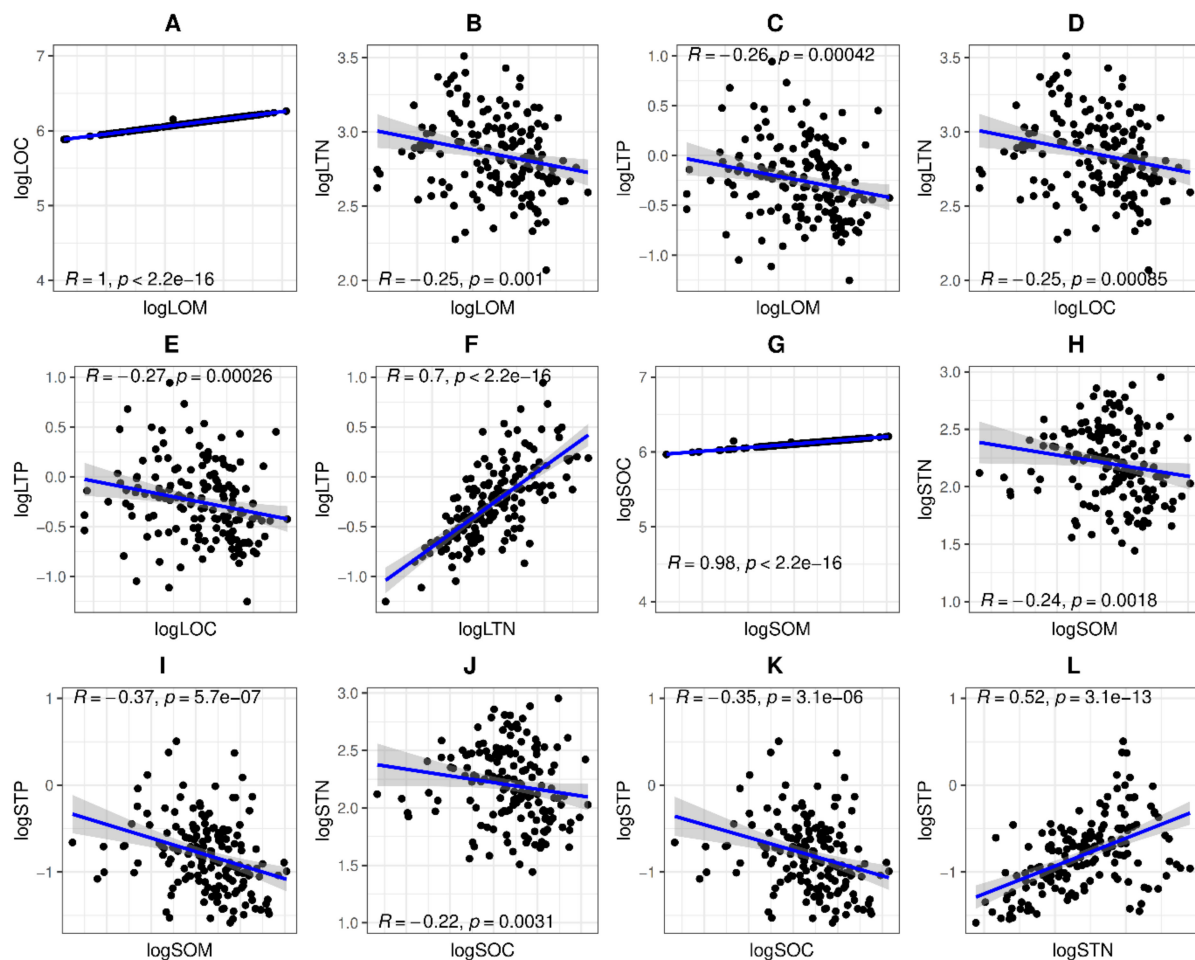 A
B
C
D
7
6
5
4
logLOC
R = 1, p < 2.2e−16
logLOM
3.5
3.0
2.5
2.0
logLTN
R = −0.25, p = 0.001
logLOM
1.0
0.5
0.0
−0.5
−1.0
logLTP
R = −0.26, p = 0.00042
logLOM
3.5
3.0
2.5
2.0
logLTN
R = −0.25, p = 0.00085
logLOC
E
F
G
H
1.0
0.5
0.0
−0.5
−1.0
logLTP
R = −0.27, p = 0.00026
logLOC
1.0
0.5
0.0
−0.5
−1.0
logLTP
R = 0.7, p < 2.2e−16
logLTN
7
6
5
4
logSOC
R = 0.98, p < 2.2e−16
logSOM
3.0
2.5
2.0
1.5
1.0
logSTN
R = −0.24, p = 0.0018
logSOM
I
J
K
L
1
0
−1
logSTP
R = −0.37, p = 5.7e−07
logSOM
3.0
2.5
2.0
1.5
1.0
logSTN
R = −0.22, p = 0.0031
logSOC
1
0
−1
logSTP
R = −0.35, p = 3.1e−06
logSOC
1
0
−1
logSTP
R = 0.52, p = 3.1e−13
logSTN